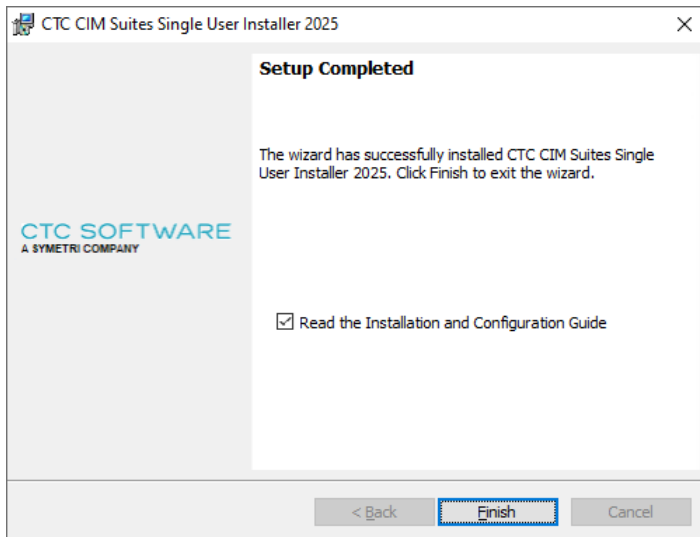 CTC CIM Suites Single User Installer 2025
Setup Completed
The wizard has successfully installed CTC CIM Suites Single
User Installer 2025. Click Finish to exit the wizard.
CTC SOFTWARE
A SYMETRI COMPANY
Read the Installation and Configuration Guide
< Back
Finish
Cancel